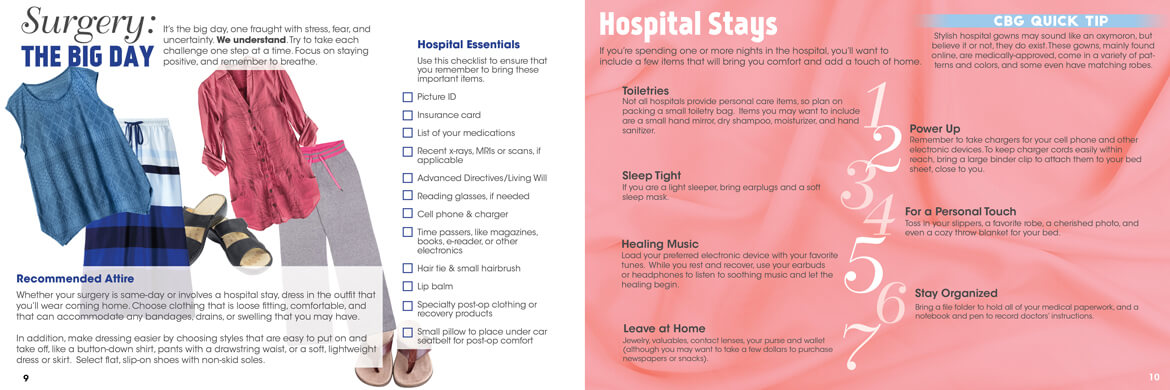 Surgery:
THE BIG DAY
It's the big day, one fraught with stress, fear, and
uncertainty. We understand. Try to take each
challenge one step at a time. Focus on staying
positive, and remember to breathe.
Recommended Attire
Whether your surgery is same-day or involves a hospital stay, dress in the outfit that
you'll wear coming home. Choose clothing that is loose fitting, comfortable, and
that can accommodate any bandages, drains, or swelling that you may have.
In addition, make dressing easier by choosing styles that are easy to put on and
take off, like a button-down shirt, pants with a drawstring waist, or a soft, lightweight
dress or skirt. Select flat, slip-on shoes with non-skid soles.
9
Hospital Essentials
Use this checklist to ensure that
you remember to bring these
important items.
Picture ID
Insurance card
List of your medications
Recent x-rays, MRIs or scans, if
applicable
Advanced Directives/Living Will
Reading glasses, if needed
Cell phone & charger
Time passers, like magazines,
books, e-reader, or other
electronics
Hair tie & small hairbrush
Lip balm
Specialty post-op clothing or
recovery products
Small pillow to place under car
seatbelt for post-op comfort
Hospital Stays
If you're spending one or more nights in the hospital, you'll want to
include a few items that will bring you comfort and add a touch of home.
CBG QUICK TIP
Stylish hospital gowns may sound like an oxymoron, but
believe it or not, they do exist. These gowns, mainly found
online, are medically-approved, come in a variety of pat-
terns and colors, and some even have matching robes.
1
Toiletries
Not all hospitals provide personal care items, so plan on
packing a small toiletry bag. Items you may want to include
are a small hand mirror, dry shampoo, moisturizer, and hand
sanitizer.
2
Power Up
Remember to take chargers for your cell phone and other
electronic devices. To keep charger cords easily within
reach, bring a large binder clip to attach them to your bed
sheet, close to you.
3
Sleep Tight
If you are a light sleeper, bring earplugs and a soft
sleep mask.
4
For a Personal Touch
Toss in your slippers, a favorite robe, a cherished photo, and
even a cozy throw blanket for your bed.
5
Healing Music
Load your preferred electronic device with your favorite
tunes. While you rest and recover, use your earbuds
or headphones to listen to soothing music and let the
healing begin.
6
Stay Organized
Bring a file folder to hold all of your medical paperwork, and a
notebook and pen to record doctors' instructions.
7
Leave at Home
Jewelry, valuables, contact lenses, your purse and wallet
(although you may want to take a few dollars to purchase
newspapers or snacks).
10